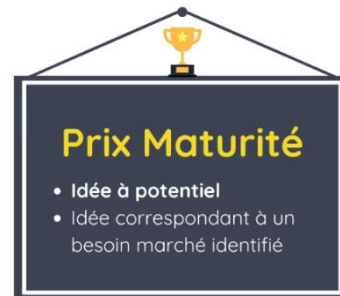 Prix Maturité
• Idée à potentiel
• Idée correspondant à un
besoin marché identifié